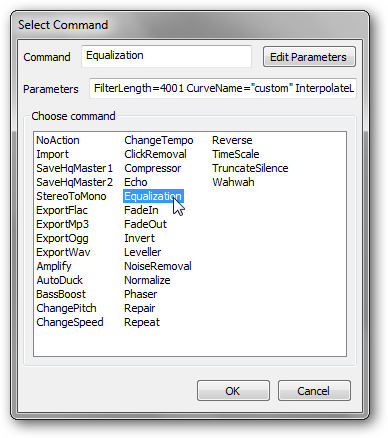 Select Command
Command Equalization Edit Parameters
Parameters FilterLength=4001 CurveName="custom" InterpolateL
Choose command
NoAction ChangeTempo Reverse
Import ClickRemoval TimeScale
SaveHqMaster1 Compressor TruncateSilence
SaveHqMaster2 Echo Wahwah
StereoToMono Equalization
ExportFlac FadeIn
ExportMp3 FadeOut
ExportOgg Invert
ExportWav Leveller
Amplify NoiseRemoval
AutoDuck Normalize
BassBoost Phaser
ChangePitch Repair
ChangeSpeed Repeat
OK Cancel